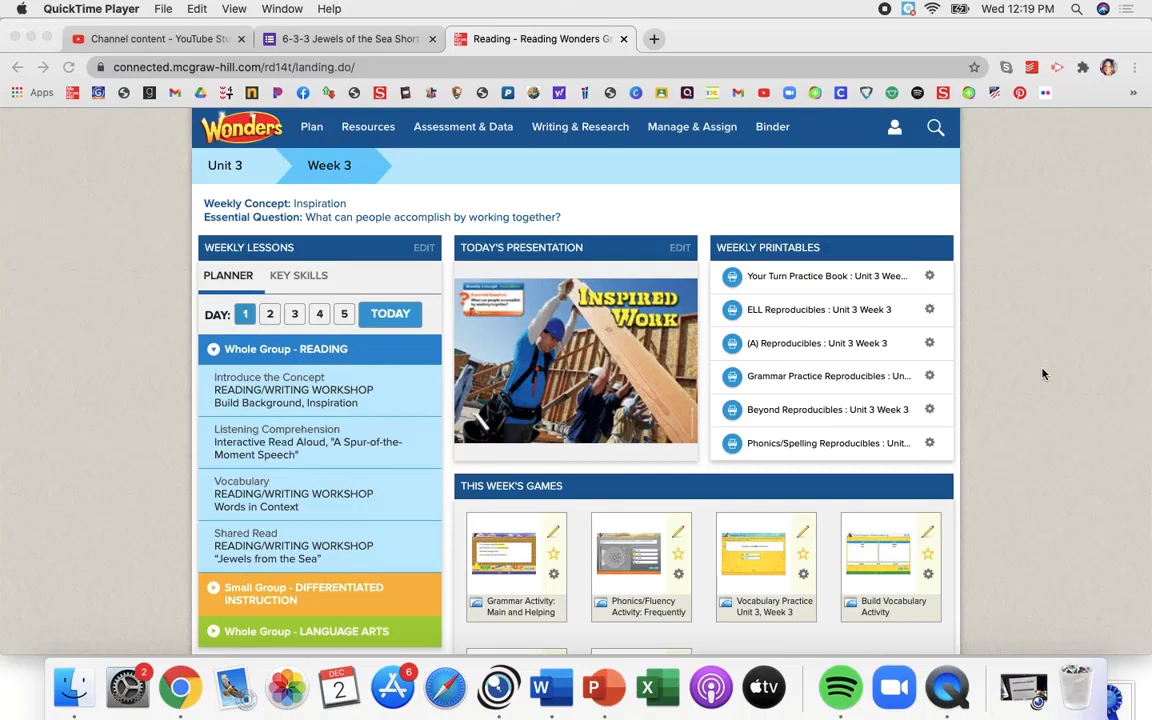 QuickTime Player File Edit View Window Help Wed 12:19 PM
Channel content - YouTube Stu
6-3-3 Jewels of the Sea Short
Reading - Reading Wonders Gr
connected.mcgraw-hill.com/rd14t/landing.do/
Apps
Wonders Plan Resources Assessment & Data Writing & Research Manage & Assign Binder
Unit 3 Week 3
Weekly Concept: Inspiration
Essential Question: What can people accomplish by working together?
WEEKLY LESSONS EDIT
PLANNER KEY SKILLS
DAY: 1 2 3 4 5 TODAY
Whole Group - READING
Introduce the Concept
READING/WRITING WORKSHOP
Build Background, Inspiration
Listening Comprehension
Interactive Read Aloud, "A Spur-of-the-
Moment Speech"
Vocabulary
READING/WRITING WORKSHOP
Words in Context
Shared Read
READING/WRITING WORKSHOP
"Jewels from the Sea"
Small Group - DIFFERENTIATED
INSTRUCTION
Whole Group - LANGUAGE ARTS
TODAY'S PRESENTATION EDIT
INSPIRED
WORK
WEEKLY PRINTABLES
Your Turn Practice Book : Unit 3 Wee...
ELL Reproducibles : Unit 3 Week 3
(A) Reproducibles : Unit 3 Week 3
Grammar Practice Reproducibles : Un...
Beyond Reproducibles : Unit 3 Week 3
Phonics/Spelling Reproducibles : Unit...
THIS WEEK'S GAMES
Grammar Activity:
Main and Helping
Phonics/Fluency
Activity: Frequently
Vocabulary Practice
Unit 3, Week 3
Build Vocabulary
Activity
DEC
2
2
6
tv